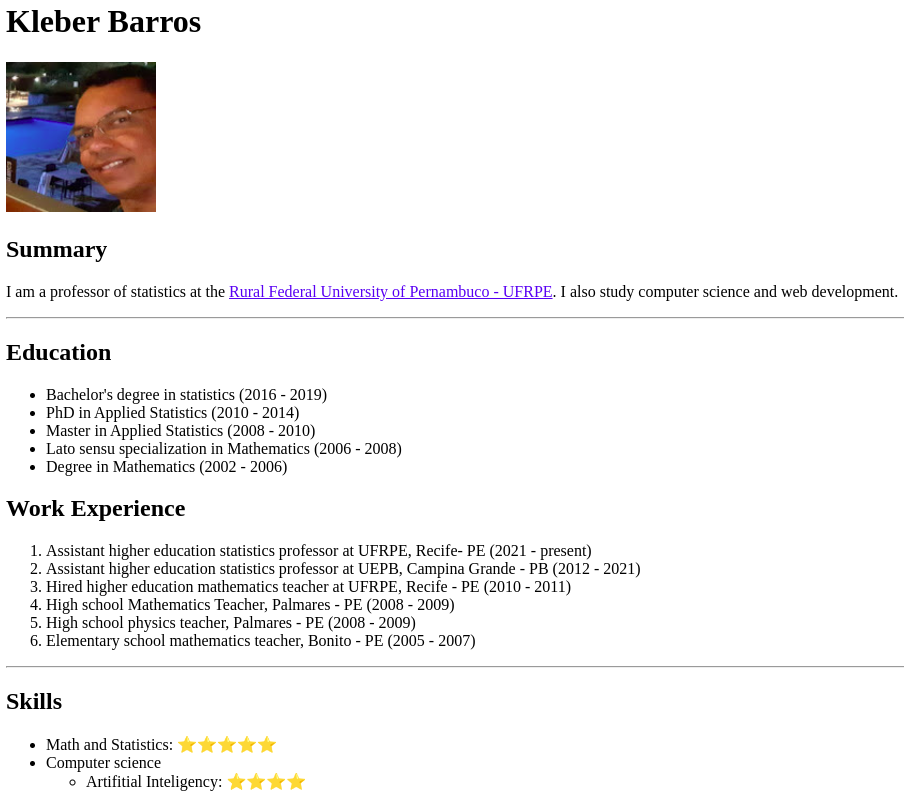 Kleber Barros
Summary
I am a professor of statistics at the Rural Federal University of Pernambuco - UFRPE. I also study computer science and web development.
Education
• Bachelor's degree in statistics (2016 - 2019)
• PhD in Applied Statistics (2010 - 2014)
• Master in Applied Statistics (2008 - 2010)
• Lato sensu specialization in Mathematics (2006 - 2008)
• Degree in Mathematics (2002 - 2006)
Work Experience
1. Assistant higher education statistics professor at UFRPE, Recife- PE (2021 - present)
2. Assistant higher education statistics professor at UEPB, Campina Grande - PB (2012 - 2021)
3. Hired higher education mathematics teacher at UFRPE, Recife - PE (2010 - 2011)
4. High school Mathematics Teacher, Palmares - PE (2008 - 2009)
5. High school physics teacher, Palmares - PE (2008 - 2009)
6. Elementary school mathematics teacher, Bonito - PE (2005 - 2007)
Skills
• Math and Statistics: ⭐⭐⭐⭐⭐
• Computer science
◦ Artifitial Inteligency: ⭐⭐⭐⭐